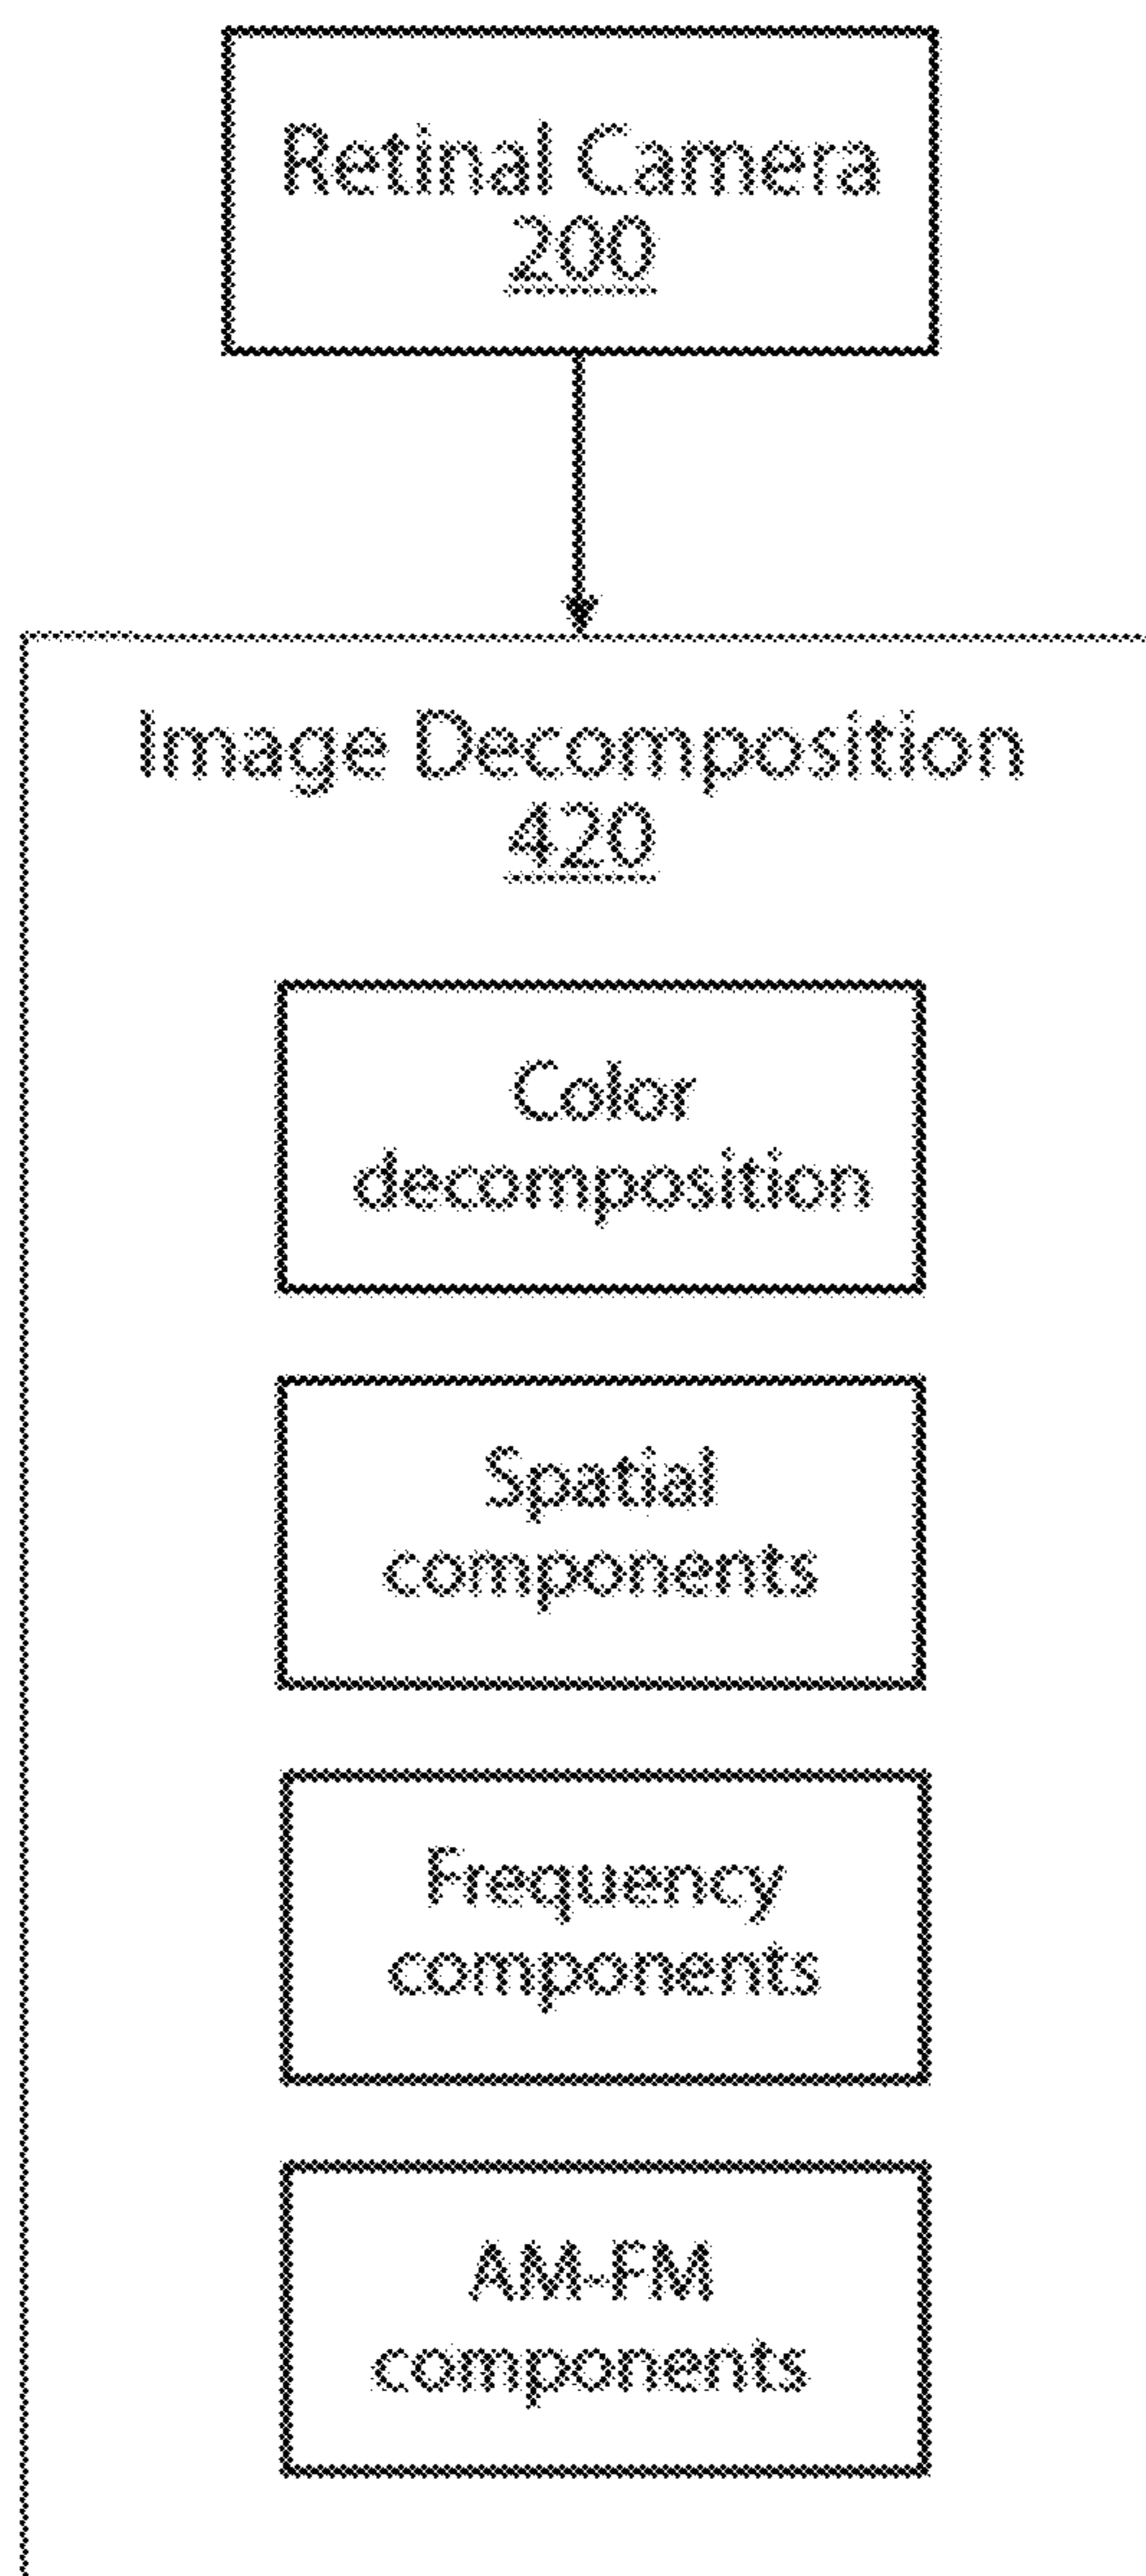 Retinal Camera
200
Image Decomposition
420
Color
decomposition
Spatial
components
Frequency
components
AM-FM
components